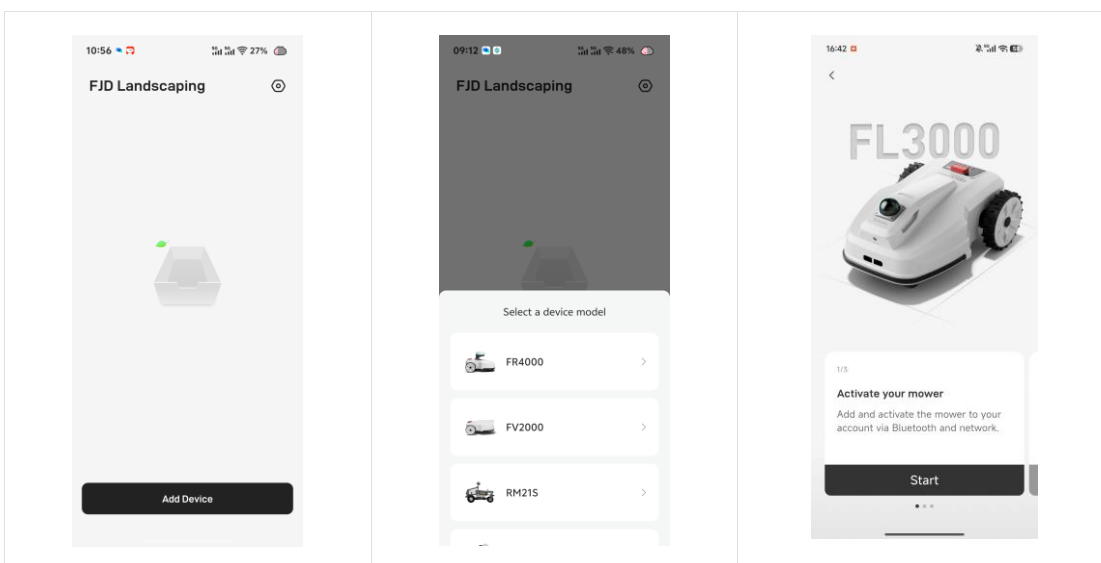 10:56
27%
FJD Landscaping
Add Device
09:12
48%
FJD Landscaping
Select a device model
FR4000
FV2000
RM21S
16:42
FL3000
1/3
Activate your mower
Add and activate the mower to your
account via Bluetooth and network.
Start